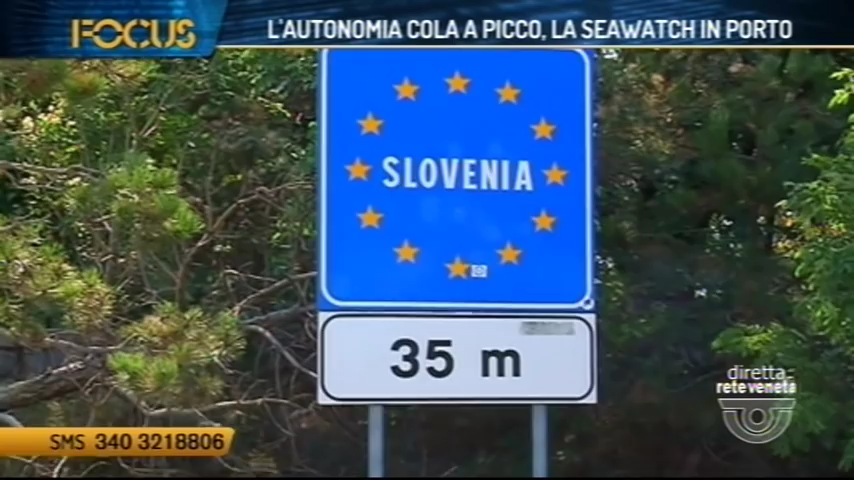 FOCUS
L'AUTONOMIA COLA A PICCO, LA SEAWATCH IN PORTO
SLOVENIA
35 m
diretta
reteveneta
SMS 340 3218806